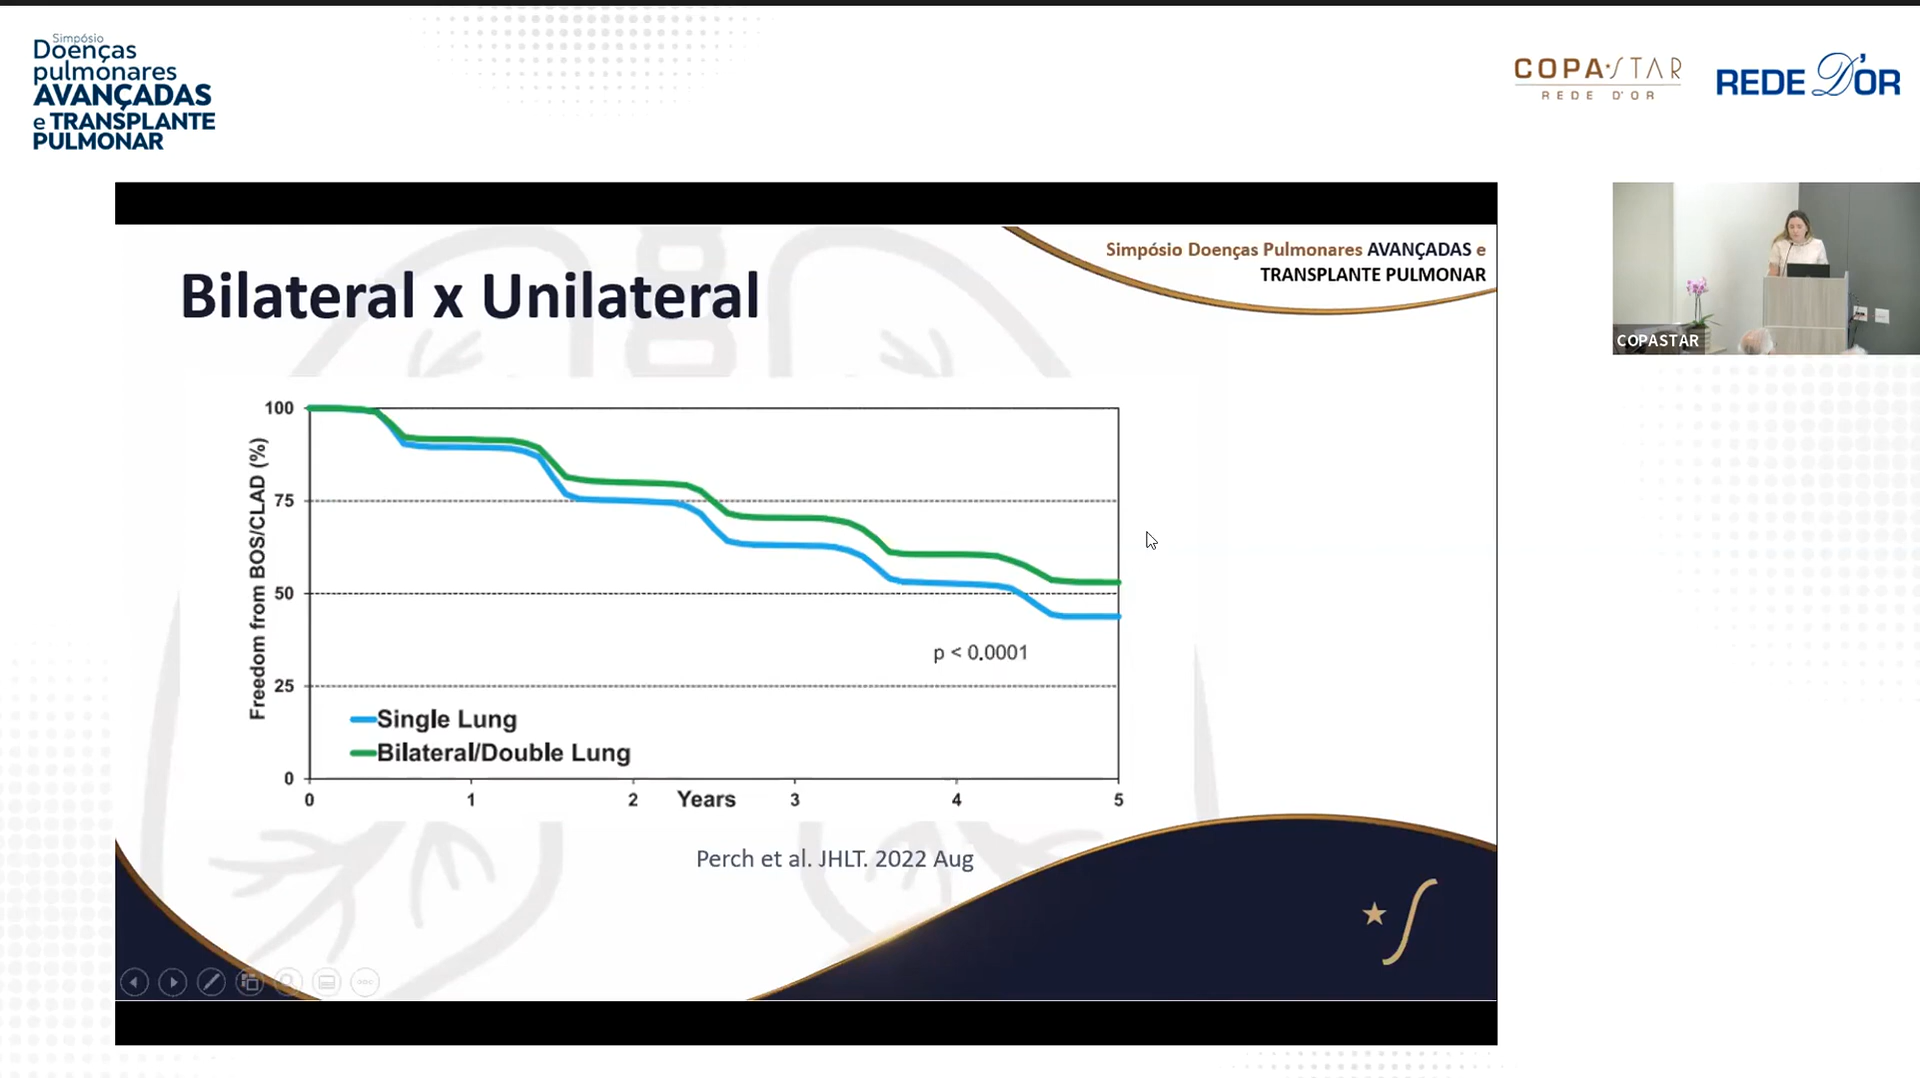 Simpósio
Doenças
pulmonares
AVANÇADAS
e TRANSPLANTE
PULMONAR
COPA STAR
REDE D'OR
REDE D'OR
Simpósio Doenças Pulmonares AVANÇADAS e
TRANSPLANTE PULMONAR
Bilateral x Unilateral
COPASTAR
Freedom from BOS/CLAD (%)
100
75
50
25
0
p < 0.0001
Single Lung
Bilateral/Double Lung
0 1 2 Years 3 4 5
Perch et al. JHLT. 2022 Aug